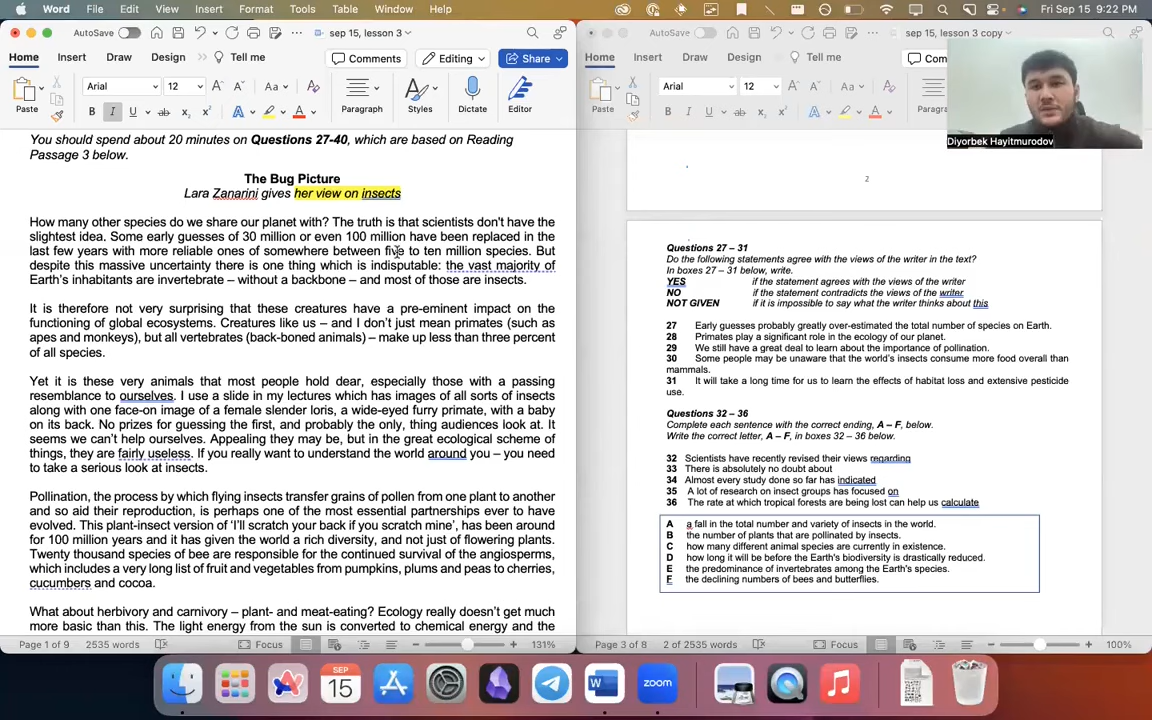 Word File Edit View Insert Format Tools Table Window Help Fri Sep 15 9:22 PM
AutoSave sep 15, lesson 3
Home Insert Draw Design Tell me Comments Editing Share
Arial 12 Aa
Paste Paragraph Styles Dictate Editor
You should spend about 20 minutes on Questions 27-40, which are based on Reading
Passage 3 below.
The Bug Picture
Lara Zanarini gives her view on insects
How many other species do we share our planet with? The truth is that scientists don't have the
slightest idea. Some early guesses of 30 million or even 100 million have been replaced in the
last few years with more reliable ones of somewhere between five to ten million species. But
despite this massive uncertainty there is one thing which is indisputable: the vast majority of
Earth's inhabitants are invertebrate – without a backbone – and most of those are insects.
It is therefore not very surprising that these creatures have a pre-eminent impact on the
functioning of global ecosystems. Creatures like us – and I don't just mean primates (such as
apes and monkeys), but all vertebrates (back-boned animals) – make up less than three percent
of all species.
Yet it is these very animals that most people hold dear, especially those with a passing
resemblance to ourselves. I use a slide in my lectures which has images of all sorts of insects
along with one face-on image of a female slender loris, a wide-eyed furry primate, with a baby
on its back. No prizes for guessing the first, and probably the only, thing audiences look at. It
seems we can't help ourselves. Appealing they may be, but in the great ecological scheme of
things, they are fairly useless. If you really want to understand the world around you – you need
to take a serious look at insects.
Pollination, the process by which flying insects transfer grains of pollen from one plant to another
and so aid their reproduction, is perhaps one of the most essential partnerships ever to have
evolved. This plant-insect version of 'I'll scratch your back if you scratch mine', has been around
for 100 million years and it has given the world a rich diversity, and not just of flowering plants.
Twenty thousand species of bee are responsible for the continued survival of the angiosperms,
which includes a very long list of fruit and vegetables from pumpkins, plums and peas to cherries,
cucumbers and cocoa.
What about herbivory and carnivory – plant- and meat-eating? Ecology really doesn't get much
more basic than this. The light energy from the sun is converted to chemical energy and the
Page 1 of 9 2535 words Focus 131%
AutoSave sep 15, lesson 3 copy
Home Insert Draw Design Tell me Com
Arial 12 Aa
Paste Paragra
Diyorbek Hayitmurodov
2
Questions 27 – 31
Do the following statements agree with the views of the writer in the text?
In boxes 27 – 31 below, write.
YES if the statement agrees with the views of the writer
NO if the statement contradicts the views of the writer
NOT GIVEN if it is impossible to say what the writer thinks about this
27 Early guesses probably greatly over-estimated the total number of species on Earth.
28 Primates play a significant role in the ecology of our planet.
29 We still have a great deal to learn about the importance of pollination.
30 Some people may be unaware that the world's insects consume more food overall than
mammals.
31 It will take a long time for us to learn the effects of habitat loss and extensive pesticide
use.
Questions 32 – 36
Complete each sentence with the correct ending, A – F, below.
Write the correct letter, A – F, in boxes 32 – 36 below.
32 Scientists have recently revised their views regarding
33 There is absolutely no doubt about
34 Almost every study done so far has indicated
35 A lot of research on insect groups has focused on
36 The rate at which tropical forests are being lost can help us calculate
A a fall in the total number and variety of insects in the world.
B the number of plants that are pollinated by insects.
C how many different animal species are currently in existence.
D how long it will be before the Earth's biodiversity is drastically reduced.
E the predominance of invertebrates among the Earth's species.
F the declining numbers of bees and butterflies.
Page 3 of 8 2 of 2535 words Focus 100%
SEP
15
zoom